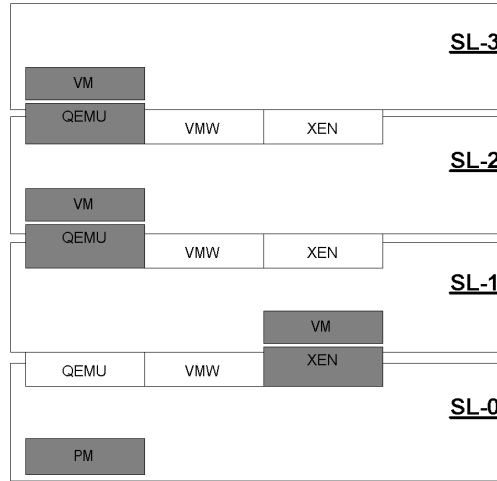 SL-3
VM
QEMU VMW XEN
SL-2
VM
QEMU VMW XEN
SL-1
VM
QEMU VMW XEN
SL-0
PM